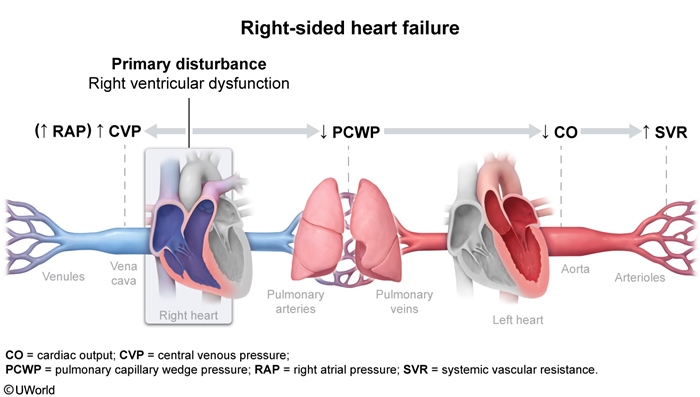 Right-sided heart failure
Primary disturbance
Right ventricular dysfunction
(↑ RAP) ↑ CVP
↓ PCWP
↓ CO
↑ SVR
Venules
Vena
cava
Right heart
Pulmonary
arteries
Pulmonary
veins
Left heart
Aorta
Arterioles
CO = cardiac output; CVP = central venous pressure;
PCWP = pulmonary capillary wedge pressure; RAP = right atrial pressure; SVR = systemic vascular resistance.
©UWorld